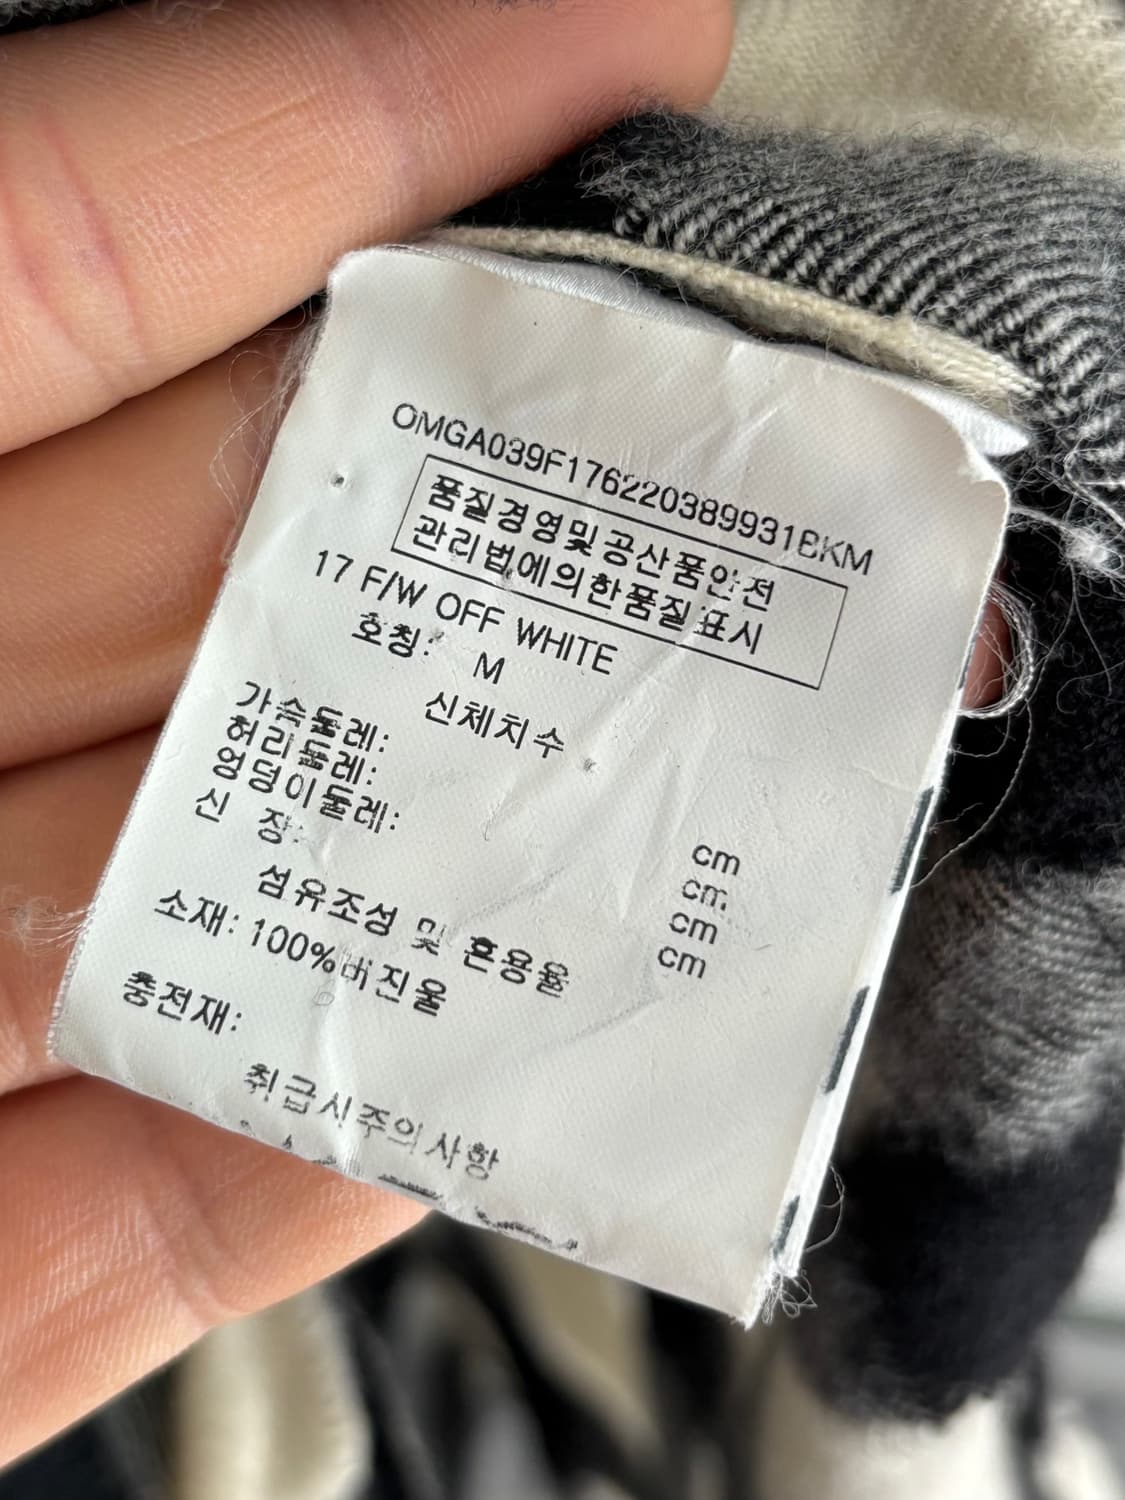 OMGA039F176220389931BKM
품질경영및공산품안전
관리법에의한품질표시
17 F/W OFF WHITE
호칭: M
신체치수
가슴둘레: cm
허리둘레: cm
엉덩이둘레: cm
신 장: cm
섬유조성 및 혼용율
소재: 100%버진울
충전재:
취급시주의사항